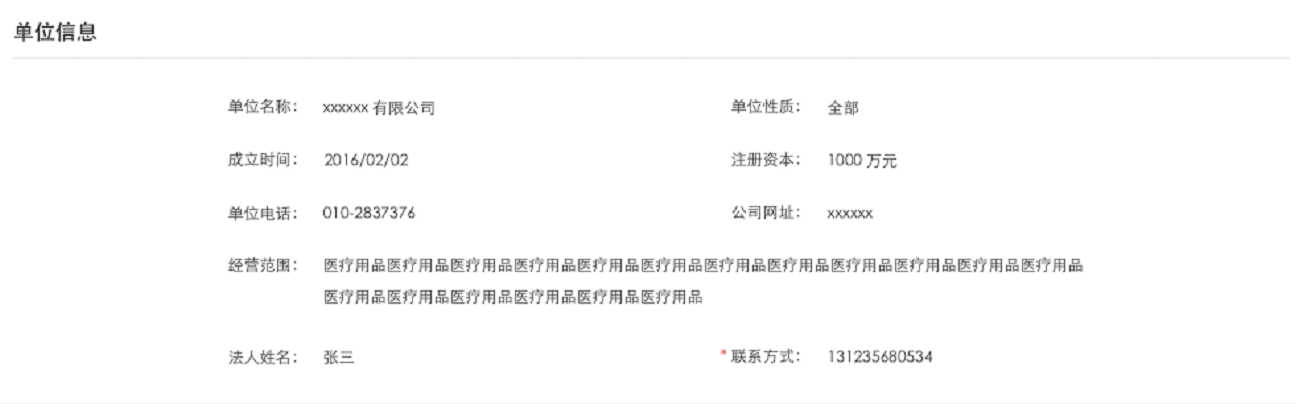 单位信息
单位名称： xxxxxx 有限公司 单位性质： 全部
成立时间： 2016/02/02 注册资本： 1000 万元
单位电话： 010-2837376 公司网址： xxxxxx
经营范围： 医疗用品医疗用品医疗用品医疗用品医疗用品医疗用品医疗用品医疗用品医疗用品医疗用品医疗用品医疗用品
医疗用品医疗用品医疗用品医疗用品医疗用品医疗用品
法人姓名： 张三 *联系方式： 131235680534